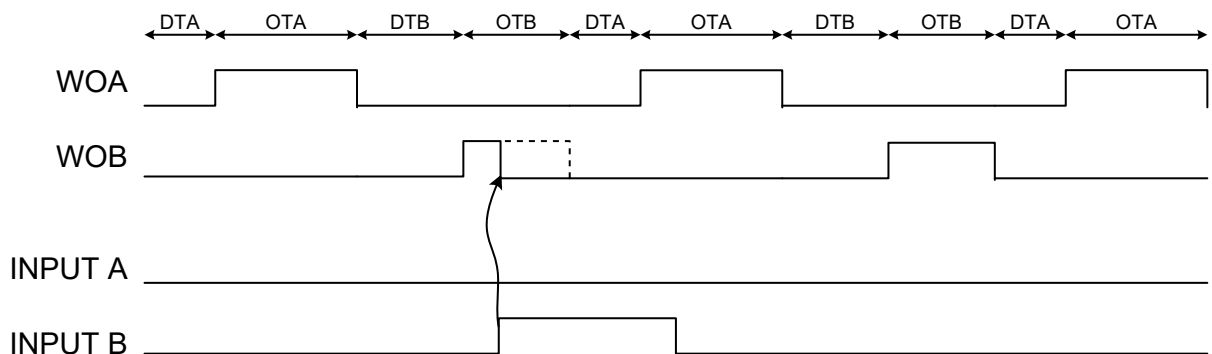 DTA OTA DTB OTB DTA OTA DTB OTB DTA OTA
WOA
WOB
INPUT A
INPUT B